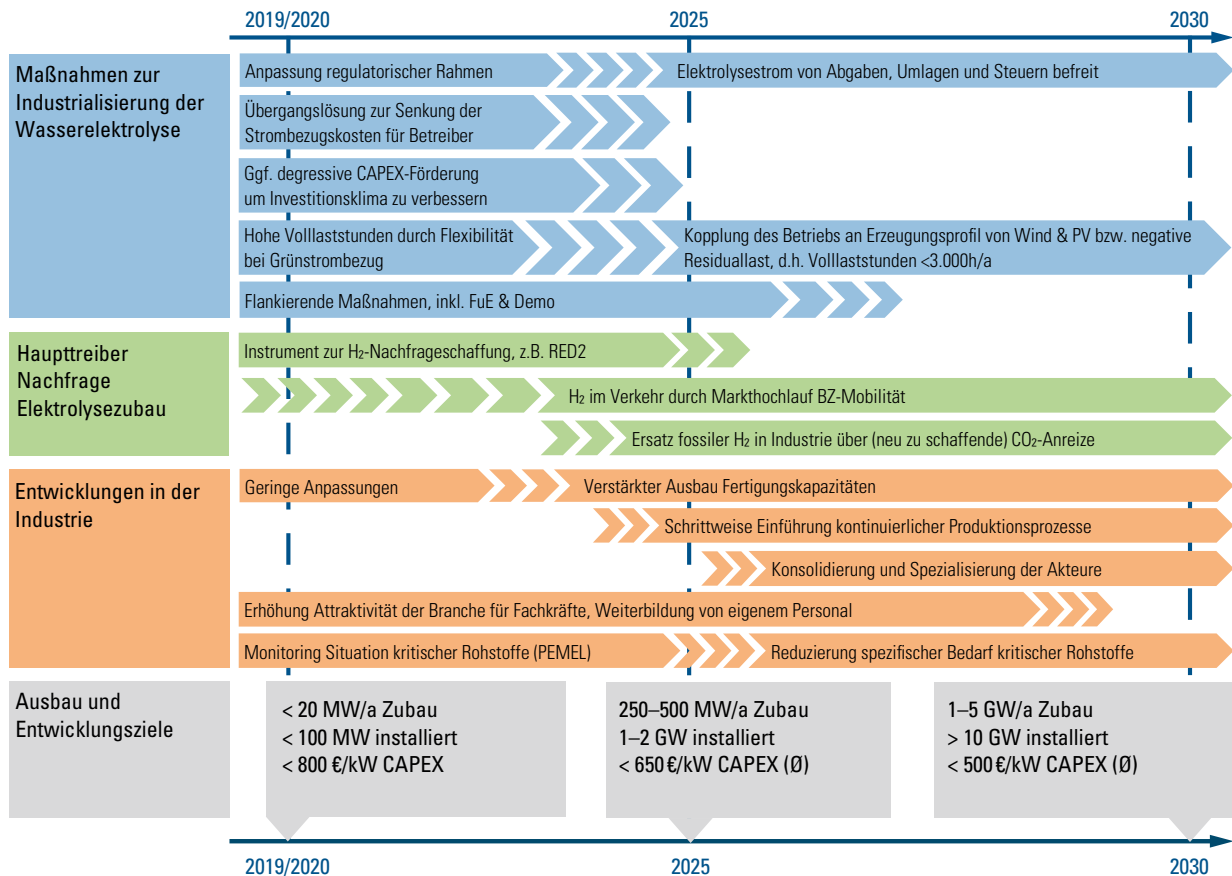 2019/2020 2025 2030
Maßnahmen zur
Industrialisierung der
Wasserelektrolyse
Anpassung regulatorischer Rahmen
Elektrolysestrom von Abgaben, Umlagen und Steuern befreit
Übergangslösung zur Senkung der
Strombezugskosten für Betreiber
Ggf. degressive CAPEX-Förderung
um Investitionsklima zu verbessern
Hohe Volllaststunden durch Flexibilität
bei Grünstrombezug
Kopplung des Betriebs an Erzeugungsprofil von Wind & PV bzw. negative
Residuallast, d.h. Volllaststunden <3.000h/a
Flankierende Maßnahmen, inkl. FuE & Demo
Haupttreiber
Nachfrage
Elektrolysezubau
Instrument zur H₂-Nachfrageschaffung, z.B. RED2
H₂ im Verkehr durch Markthochlauf BZ-Mobilität
Ersatz fossiler H₂ in Industrie über (neu zu schaffende) CO₂-Anreize
Entwicklungen in der
Industrie
Geringe Anpassungen
Verstärkter Ausbau Fertigungskapazitäten
Schrittweise Einführung kontinuierlicher Produktionsprozesse
Konsolidierung und Spezialisierung der Akteure
Erhöhung Attraktivität der Branche für Fachkräfte, Weiterbildung von eigenem Personal
Monitoring Situation kritischer Rohstoffe (PEMEL)
Reduzierung spezifischer Bedarf kritischer Rohstoffe
Ausbau und
Entwicklungsziele
< 20 MW/a Zubau
< 100 MW installiert
< 800 €/kW CAPEX
250–500 MW/a Zubau
1–2 GW installiert
< 650 €/kW CAPEX (Ø)
1–5 GW/a Zubau
> 10 GW installiert
< 500 €/kW CAPEX (Ø)
2019/2020 2025 2030